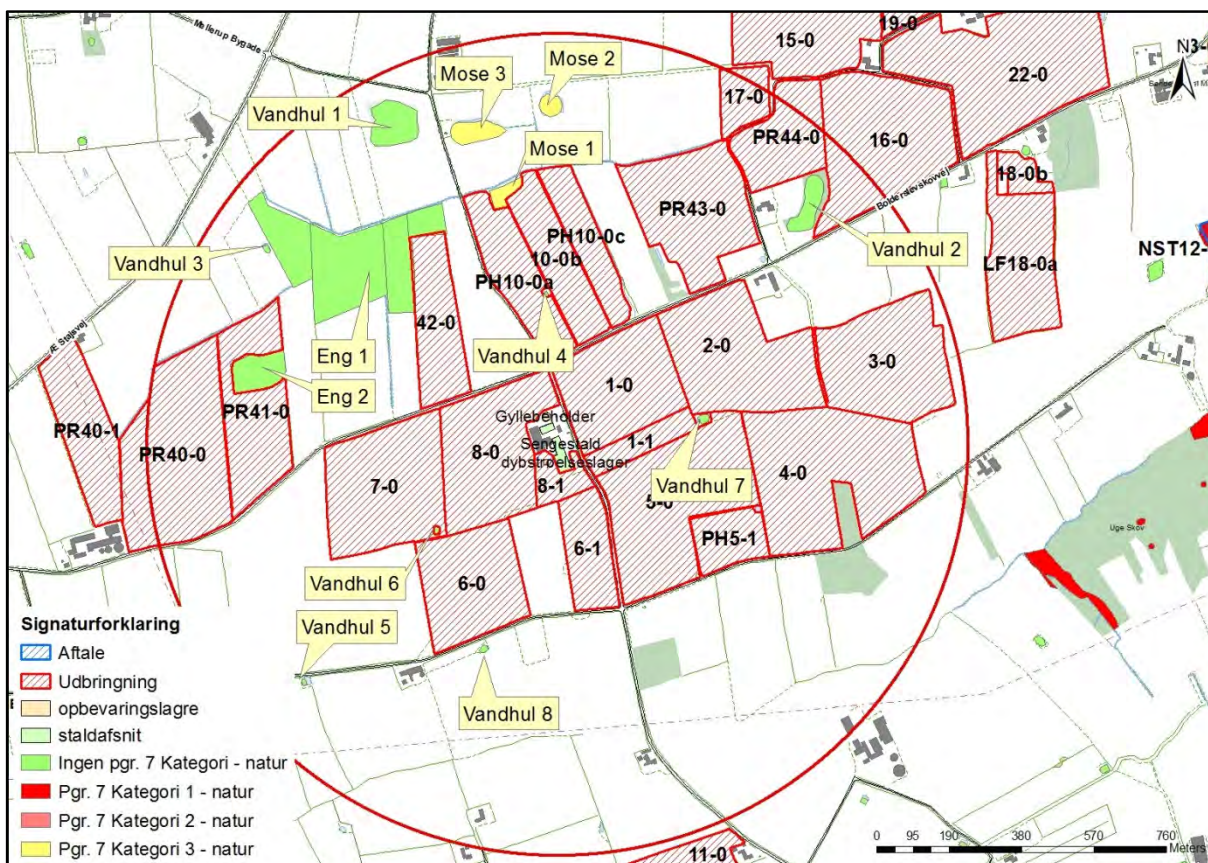 Mellerup Bygade
15-0
19-0
22-0
N
Mose 2
Mose 3
Vandhul 1
17-0
PR44-0
16-0
Mose 1
18-0b
Bolderslevskovvej
PR43-0
PH10-0c
10-0b
PH10-0a
Vandhul 2
Vandhul 3
NST12-
LF18-0a
Æ Stajsvej
42-0
Vandhul 4
2-0
3-0
Eng 1
Eng 2
1-0
PR41-0
PR40-1
PR40-0
Gyllebeholder
Sengestald
dybstrøelseslager
8-0
1-1
7-0
8-1
Vandhul 7
4-0
5-0
PH5-1
6-1
Uge Skov
Vandhul 6
6-0
Vandhul 5
Vandhul 8
11-0
Signaturforklaring
Aftale
Udbringning
opbevaringslagre
staldafsnit
Ingen pgr. 7 Kategori - natur
Pgr. 7 Kategori 1 - natur
Pgr. 7 Kategori 2 - natur
Pgr. 7 Kategori 3 - natur
0 95 190 380 570 760
Meters